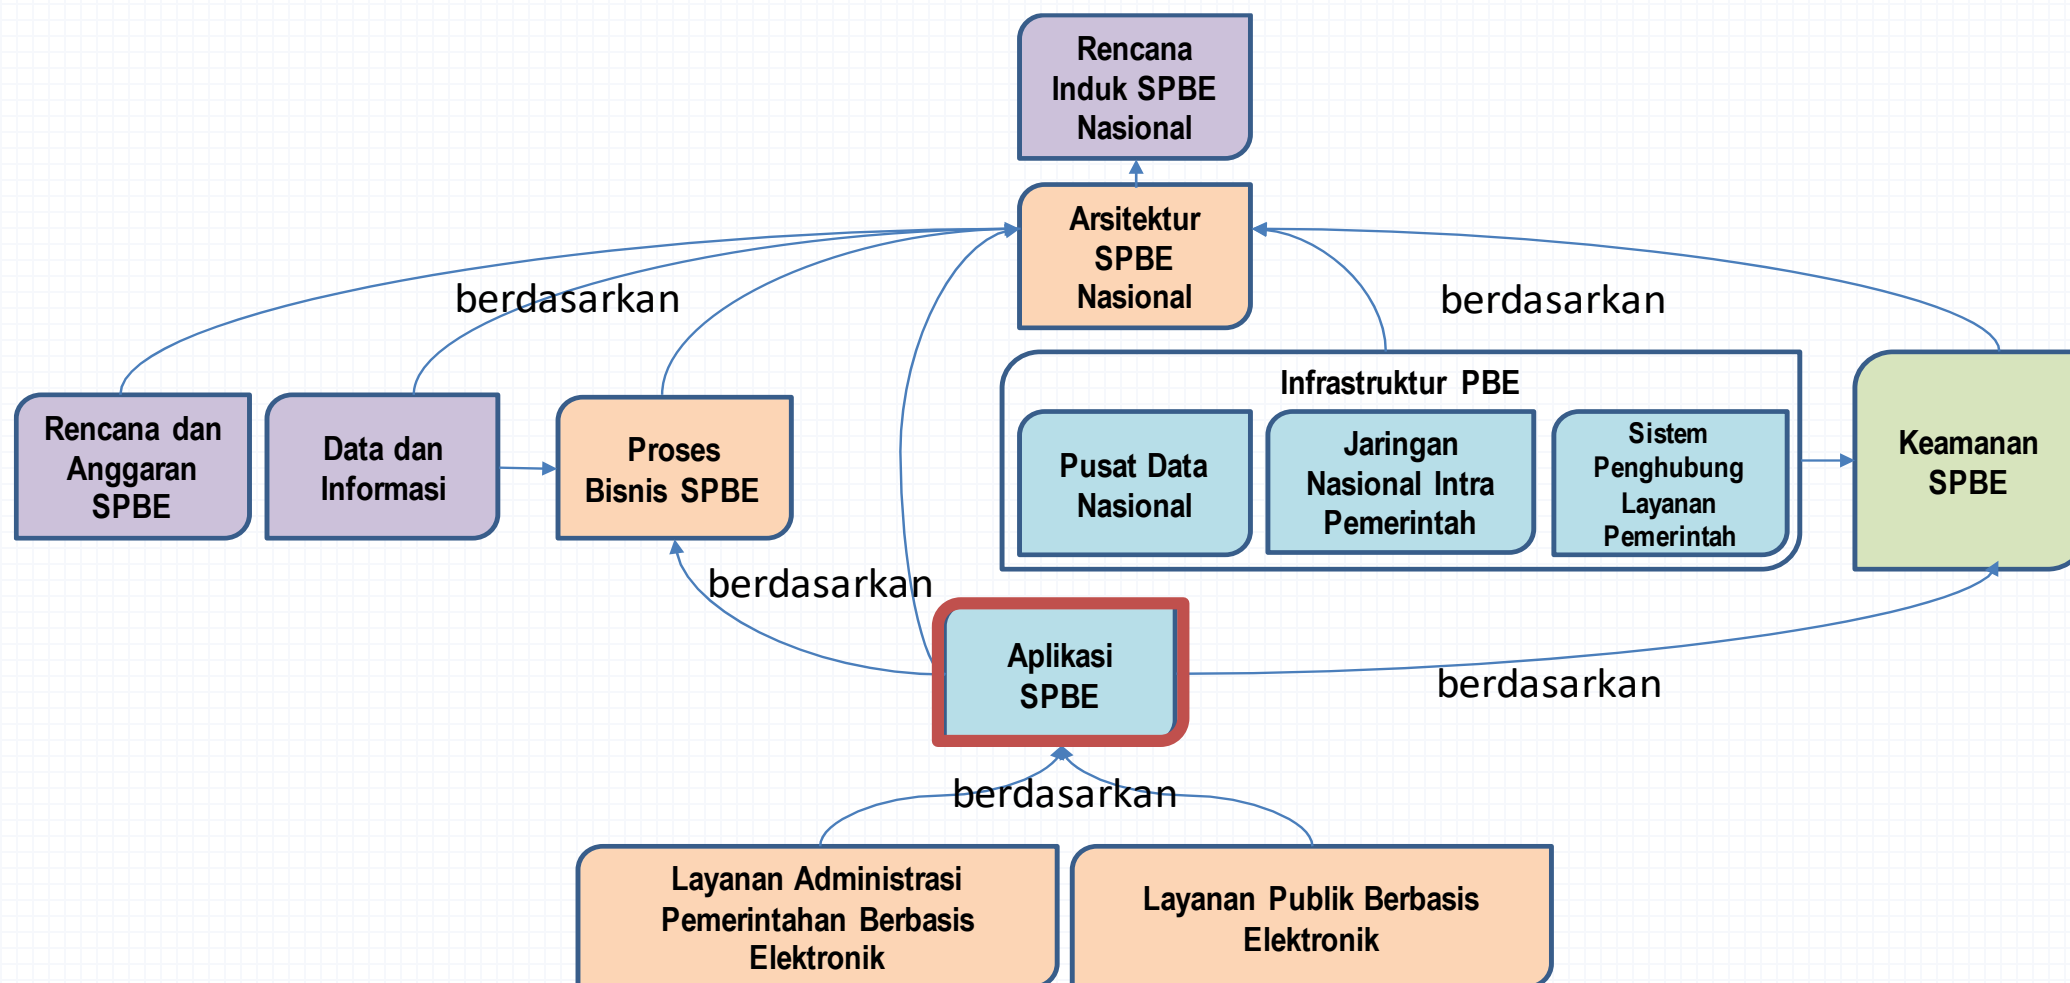 Rencana
Induk SPBE
Nasional
Arsitektur
SPBE
Nasional
berdasarkan
berdasarkan
Rencana dan
Anggaran
SPBE
Data dan
Informasi
Proses
Bisnis SPBE
Infrastruktur PBE
Pusat Data
Nasional
Jaringan
Nasional Intra
Pemerintah
Sistem
Penghubung
Layanan
Pemerintah
Keamanan
SPBE
berdasarkan
Aplikasi
SPBE
berdasarkan
berdasarkan
Layanan Administrasi
Pemerintahan Berbasis
Elektronik
Layanan Publik Berbasis
Elektronik